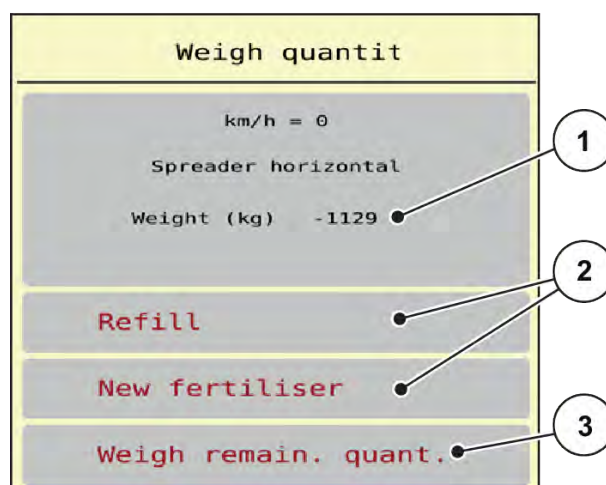 Weigh quantit
km/h = 0
Spreader horizontal
Weight (kg) -1129
1
2
Refill
New fertiliser
3
Weigh remain. quant.